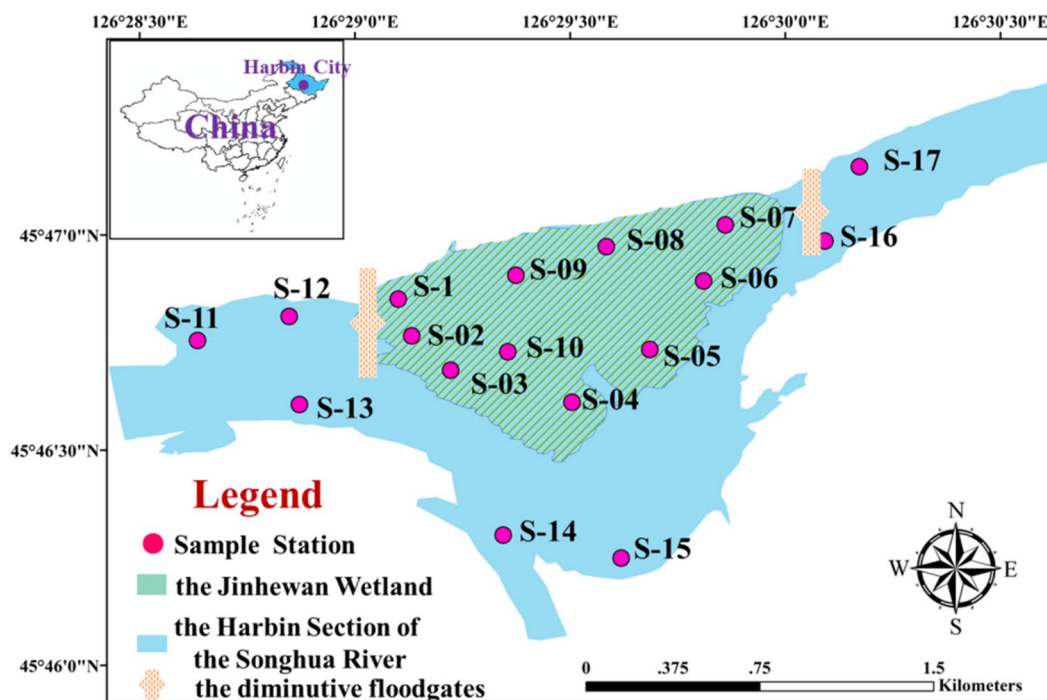 126°28'30"E
126°29'0"E
126°29'30"E
126°30'0"E
126°30'30"E
Harbin City
China
S-17
S-07
S-16
45°47'0"N
S-08
S-09
S-06
S-1
S-12
S-11
S-02
S-10
S-05
S-03
S-04
S-13
45°46'30"N
Legend
S-14
S-15
Sample Station
the Jinhewan Wetland
the Harbin Section of
the Songhua River
the diminutive floodgates
N
W
E
S
45°46'0"N
0
.375
.75
1.5
Kilometers